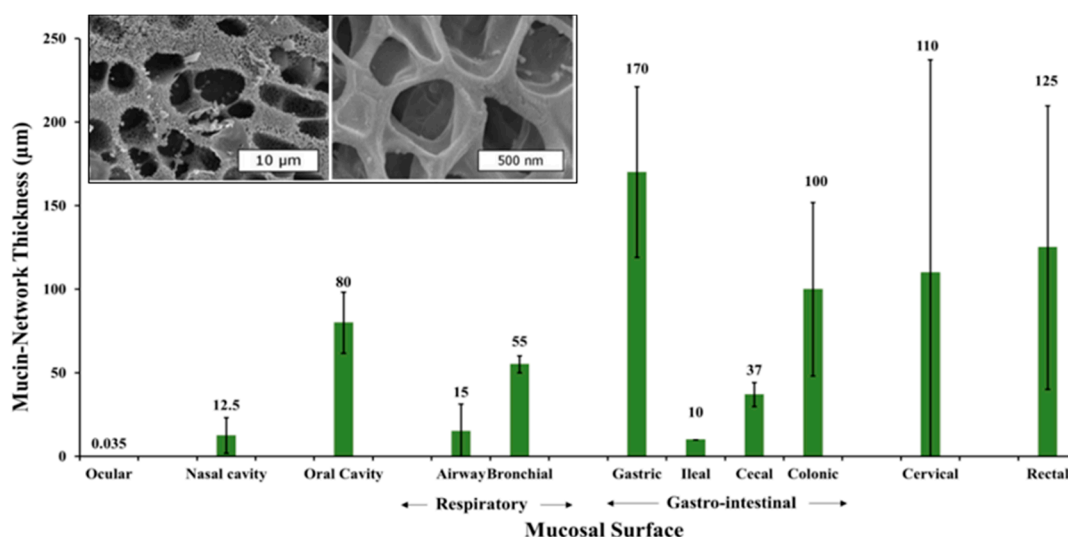 250
200
150
100
50
0
Mucin-Network Thickness (µm)
10 µm
500 nm
0.035
12.5
80
15
55
170
10
37
100
110
125
Ocular
Nasal cavity
Oral Cavity
Airway
Bronchial
Gastric
Ileal
Cecal
Colonic
Cervical
Rectal
Respiratory
Gastro-intestinal
Mucosal Surface